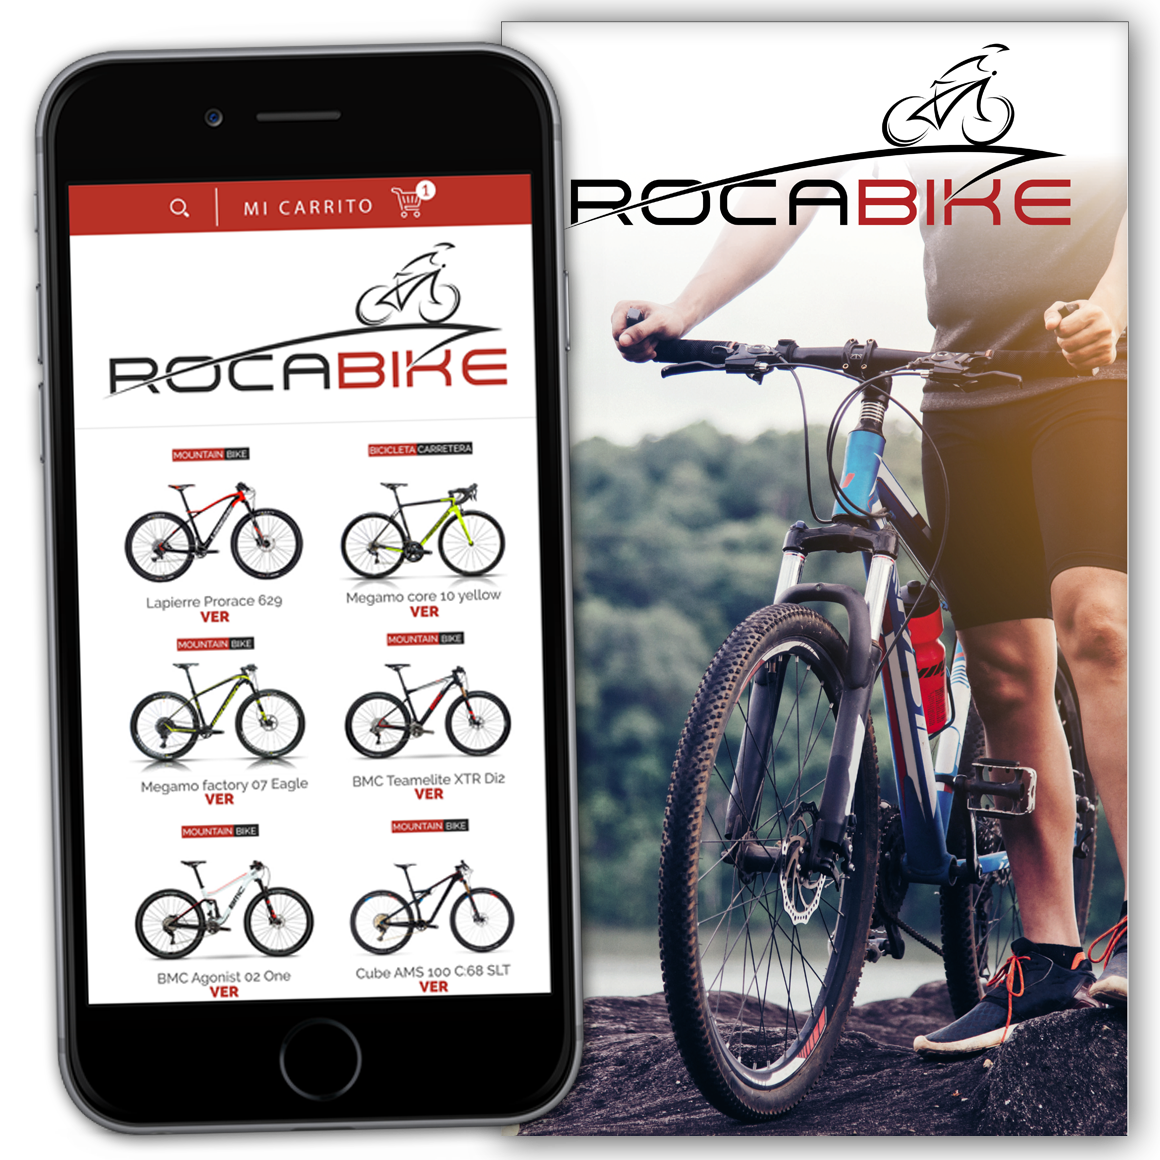 MI CARRITO 1
ROCABIKE
MOUNTAIN BIKE
Lapierre Prorace 629
VER
BICICLETA CARRETERA
Megamo core 10 yellow
VER
MOUNTAIN BIKE
Megamo factory 07 Eagle
VER
MOUNTAIN BIKE
BMC Teamelite XTR Di2
VER
MOUNTAIN BIKE
BMC Agonist 02 One
VER
MOUNTAIN BIKE
Cube AMS 100 C:68 SLT
VER
ROCABIKE